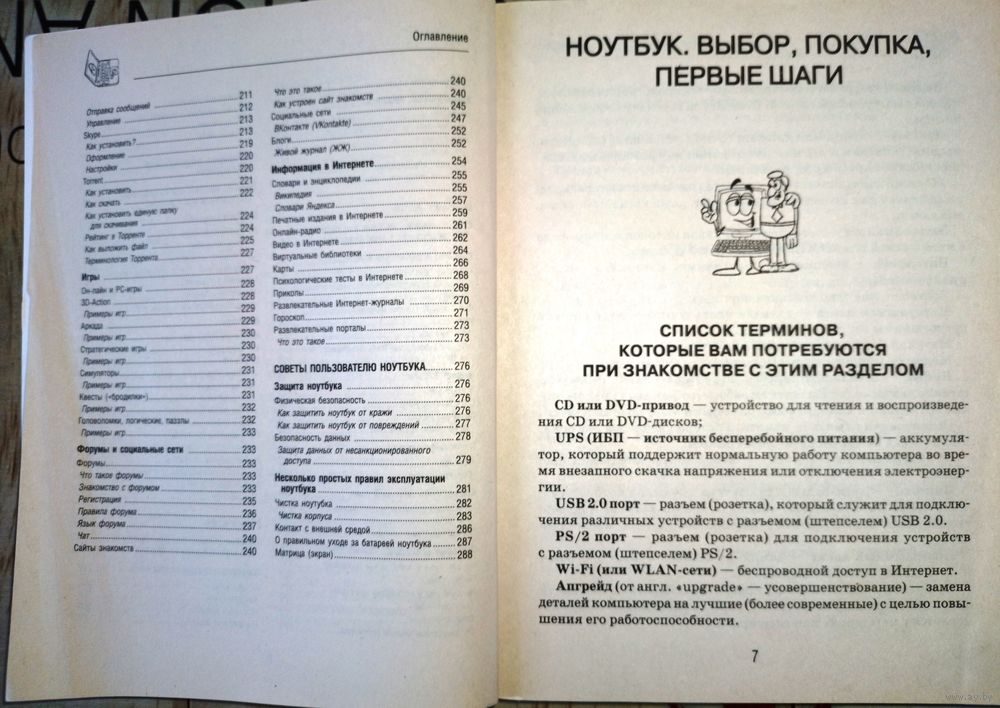 Оглавление
Отправка сообщений 211
Управление 212
Skype 213
Как установить? 213
Оформление 219
Настройки 220
Torrent 220
Как установить 221
Как скачать 222
Как установить единую папку
для скачивания 224
Рейтинг в Торренте 224
Как выложить файл 225
Терминология Торрента 227
Игры 227
Он-лайн и PC-игры 228
3D-Action 228
Примеры игр 229
Аркада 229
Примеры игр 230
Стратегические игры 230
Примеры игр 230
Симуляторы 231
Примеры игр 231
Квесты («бродилки») 231
Примеры игр 232
Головоломки, логические, паззлы 232
Примеры игр 233
Форумы и социальные сети 233
Форумы 233
Что такое форумы 233
Знакомство с форумом 233
Регистрация 235
Правила форума 236
Язык форума 237
Чат 240
Сайты знакомств 240
Что это такое 240
Как устроен сайт знакомств 240
Социальные сети 245
ВКонтакте (VKontakte) 247
Блоги 252
Живой журнал (ЖЖ) 252
Информация в Интернете 254
Словари и энциклопедии 255
Википедия 255
Словари Яндекса 257
Печатные издания в Интернете 259
Онлайн-радио 261
Видео в Интернете 262
Виртуальные библиотеки 264
Карты 266
Психологические тесты в Интернете 268
Приколы 269
Развлекательные Интернет-журналы 270
Гороскоп 271
Развлекательные порталы 273
Что это такое 273
СОВЕТЫ ПОЛЬЗОВАТЕЛЮ НОУТБУКА 276
Защита ноутбука 276
Физическая безопасность 276
Как защитить ноутбук от кражи 276
Как защитить ноутбук от повреждений 277
Безопасность данных 278
Защита данных от несанкционированного
доступа 279
Несколько простых правил эксплуатации
ноутбука 281
Чистка ноутбука 282
Чистка корпуса 283
Контакт с внешней средой 286
О правильном уходе за батареей ноутбука 287
Матрица (экран) 288
НОУТБУК. ВЫБОР, ПОКУПКА,
ПЕРВЫЕ ШАГИ
СПИСОК ТЕРМИНОВ,
КОТОРЫЕ ВАМ ПОТРЕБУЮТСЯ
ПРИ ЗНАКОМСТВЕ С ЭТИМ РАЗДЕЛОМ
CD или DVD-привод — устройство для чтения и воспроизведе-
ния CD или DVD-дисков;
UPS (ИБП — источник бесперебойного питания) — аккумуля-
тор, который поддержит нормальную работу компьютера во вре-
мя внезапного скачка напряжения или отключения электроэнер-
гии.
USB 2.0 порт — разъем (розетка), который служит для подклю-
чения различных устройств с разъемом (штепселем) USB 2.0.
PS/2 порт — разъем (розетка) для подключения устройств
с разъемом (штепселем) PS/2.
Wi-Fi (или WLAN-сети) — беспроводной доступ в Интернет.
Апгрейд (от англ. «upgrade» — усовершенствование) — замена
деталей компьютера на лучшие (более современные) с целью повы-
шения его работоспособности.
7
www.ay.by